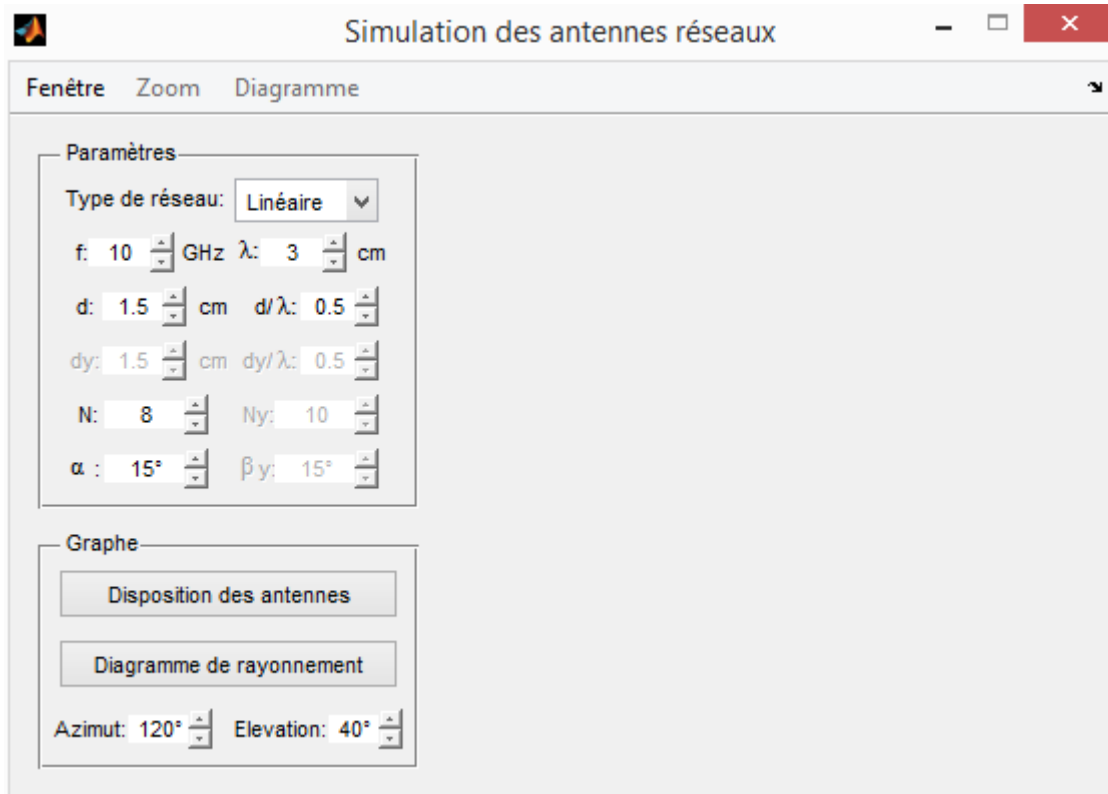 Simulation des antennes réseaux
Fenêtre Zoom Diagramme
Paramètres
Type de réseau: Linéaire
f: 10 GHz λ: 3 cm
d: 1.5 cm d/λ: 0.5
dy: 1.5 cm dy/λ: 0.5
N: 8 Ny: 10
α : 15° βy: 15°
Graphe
Disposition des antennes
Diagramme de rayonnement
Azimut: 120° Elevation: 40°